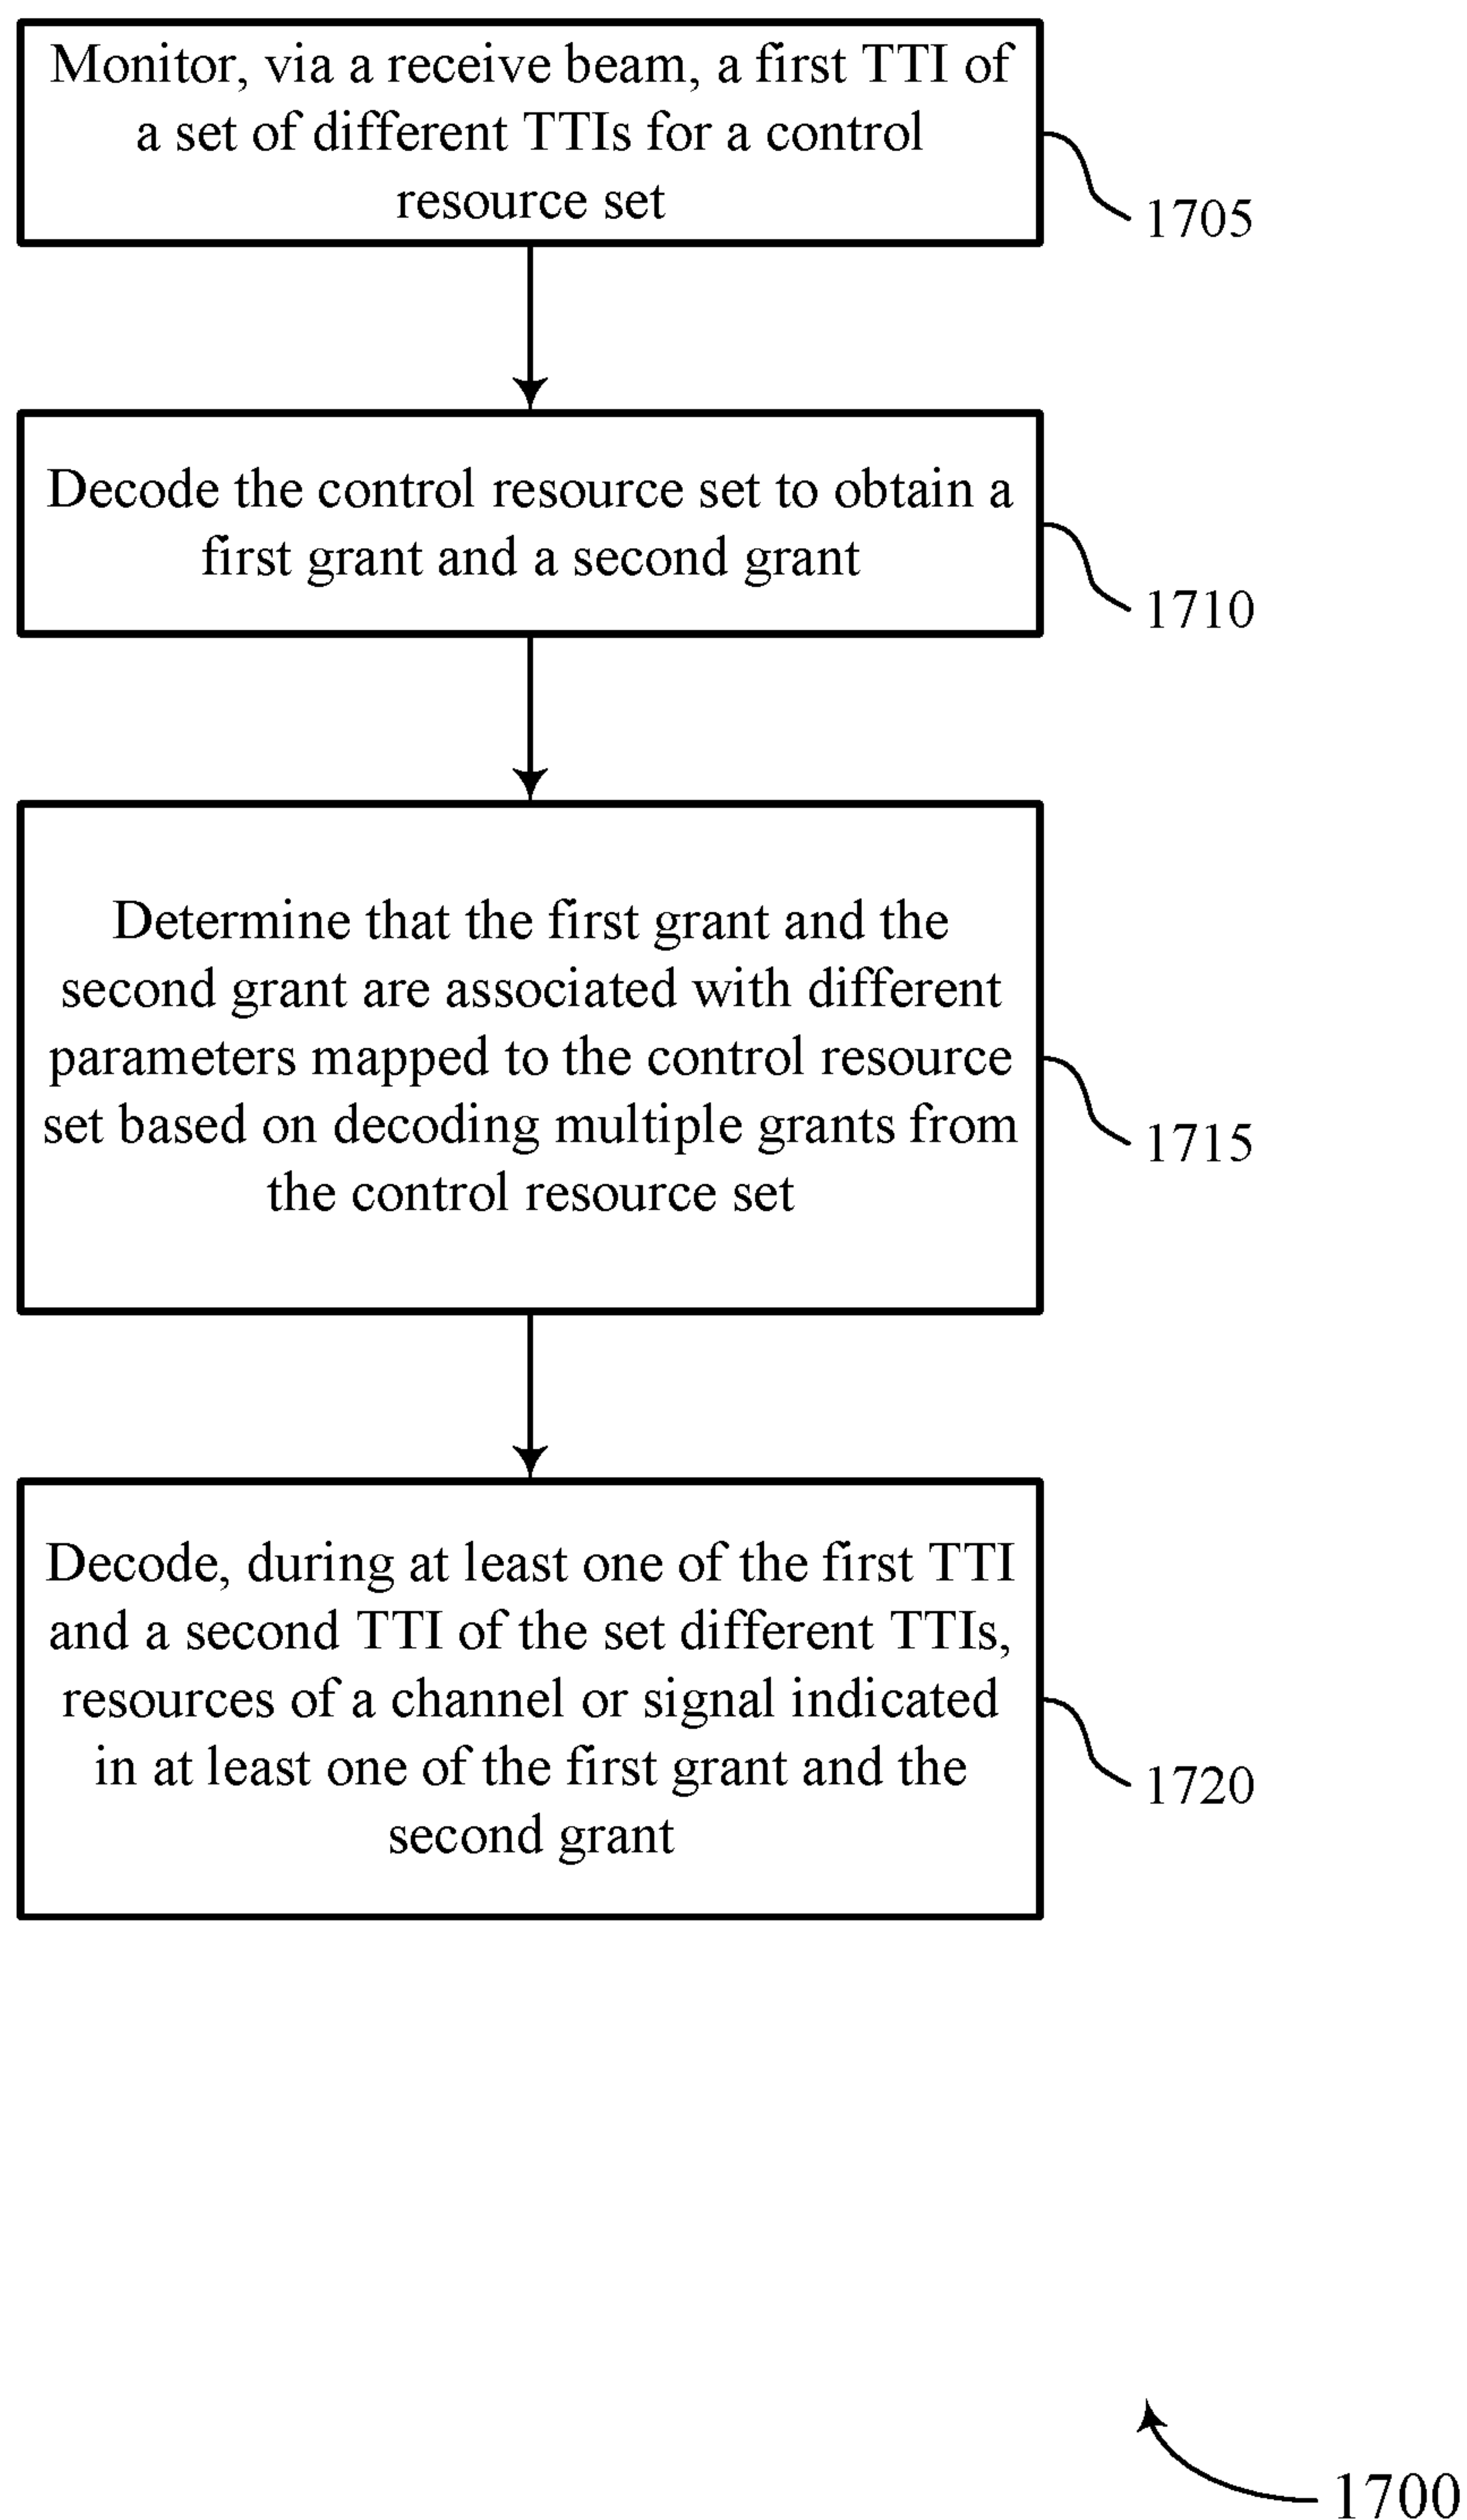 Monitor, via a receive beam, a first TTI of
a set of different TTIs for a control
resource set
1705
Decode the control resource set to obtain a
first grant and a second grant
1710
Determine that the first grant and the
second grant are associated with different
parameters mapped to the control resource
set based on decoding multiple grants from
the control resource set
1715
Decode, during at least one of the first TTI
and a second TTI of the set different TTIs,
resources of a channel or signal indicated
in at least one of the first grant and the
second grant
1720
1700